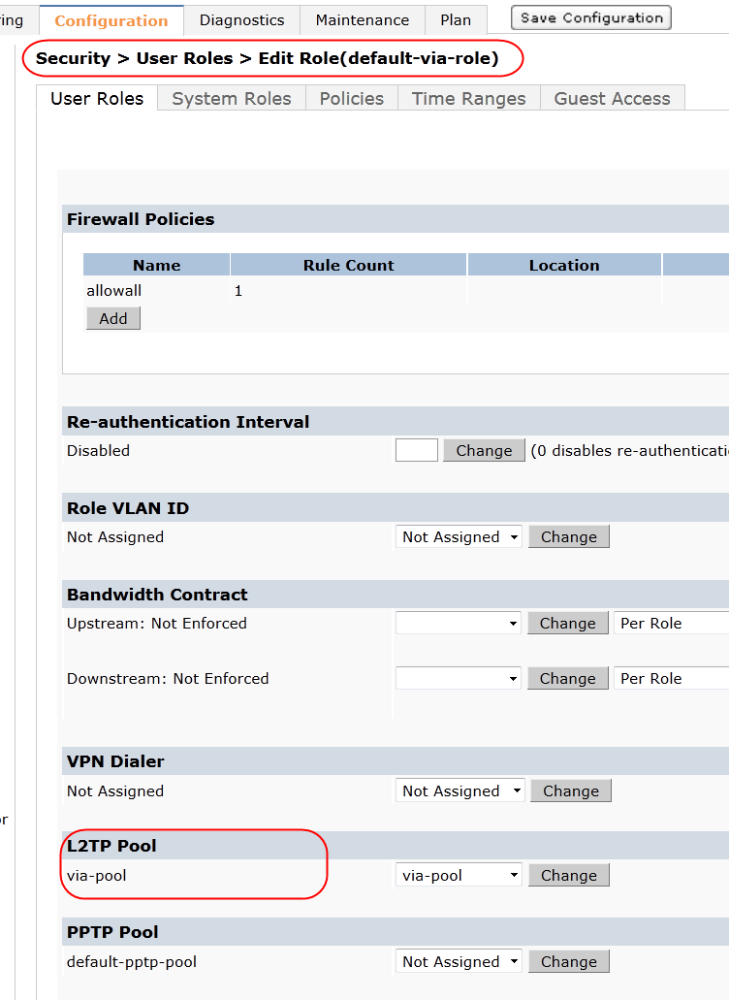 ing Configuration Diagnostics Maintenance Plan Save Configuration
Security > User Roles > Edit Role(default-via-role)
User Roles System Roles Policies Time Ranges Guest Access
Firewall Policies
Name Rule Count Location
allowall 1
Add
Re-authentication Interval
Disabled Change (0 disables re-authenticati
Role VLAN ID
Not Assigned Not Assigned Change
Bandwidth Contract
Upstream: Not Enforced Change Per Role
Downstream: Not Enforced Change Per Role
VPN Dialer
Not Assigned Not Assigned Change
or
L2TP Pool
via-pool via-pool Change
PPTP Pool
default-pptp-pool Not Assigned Change